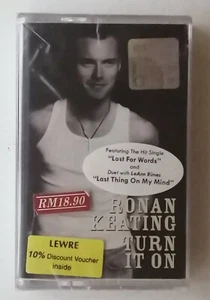 Featuring The Hit Single
"Lost For Words"
and
Duet with LeAnn Rimes
"Last Thing On My Mind"
RM18.90
RONAN
KEATING
TURN
IT ON
LEWRE
10% Discount Voucher
inside